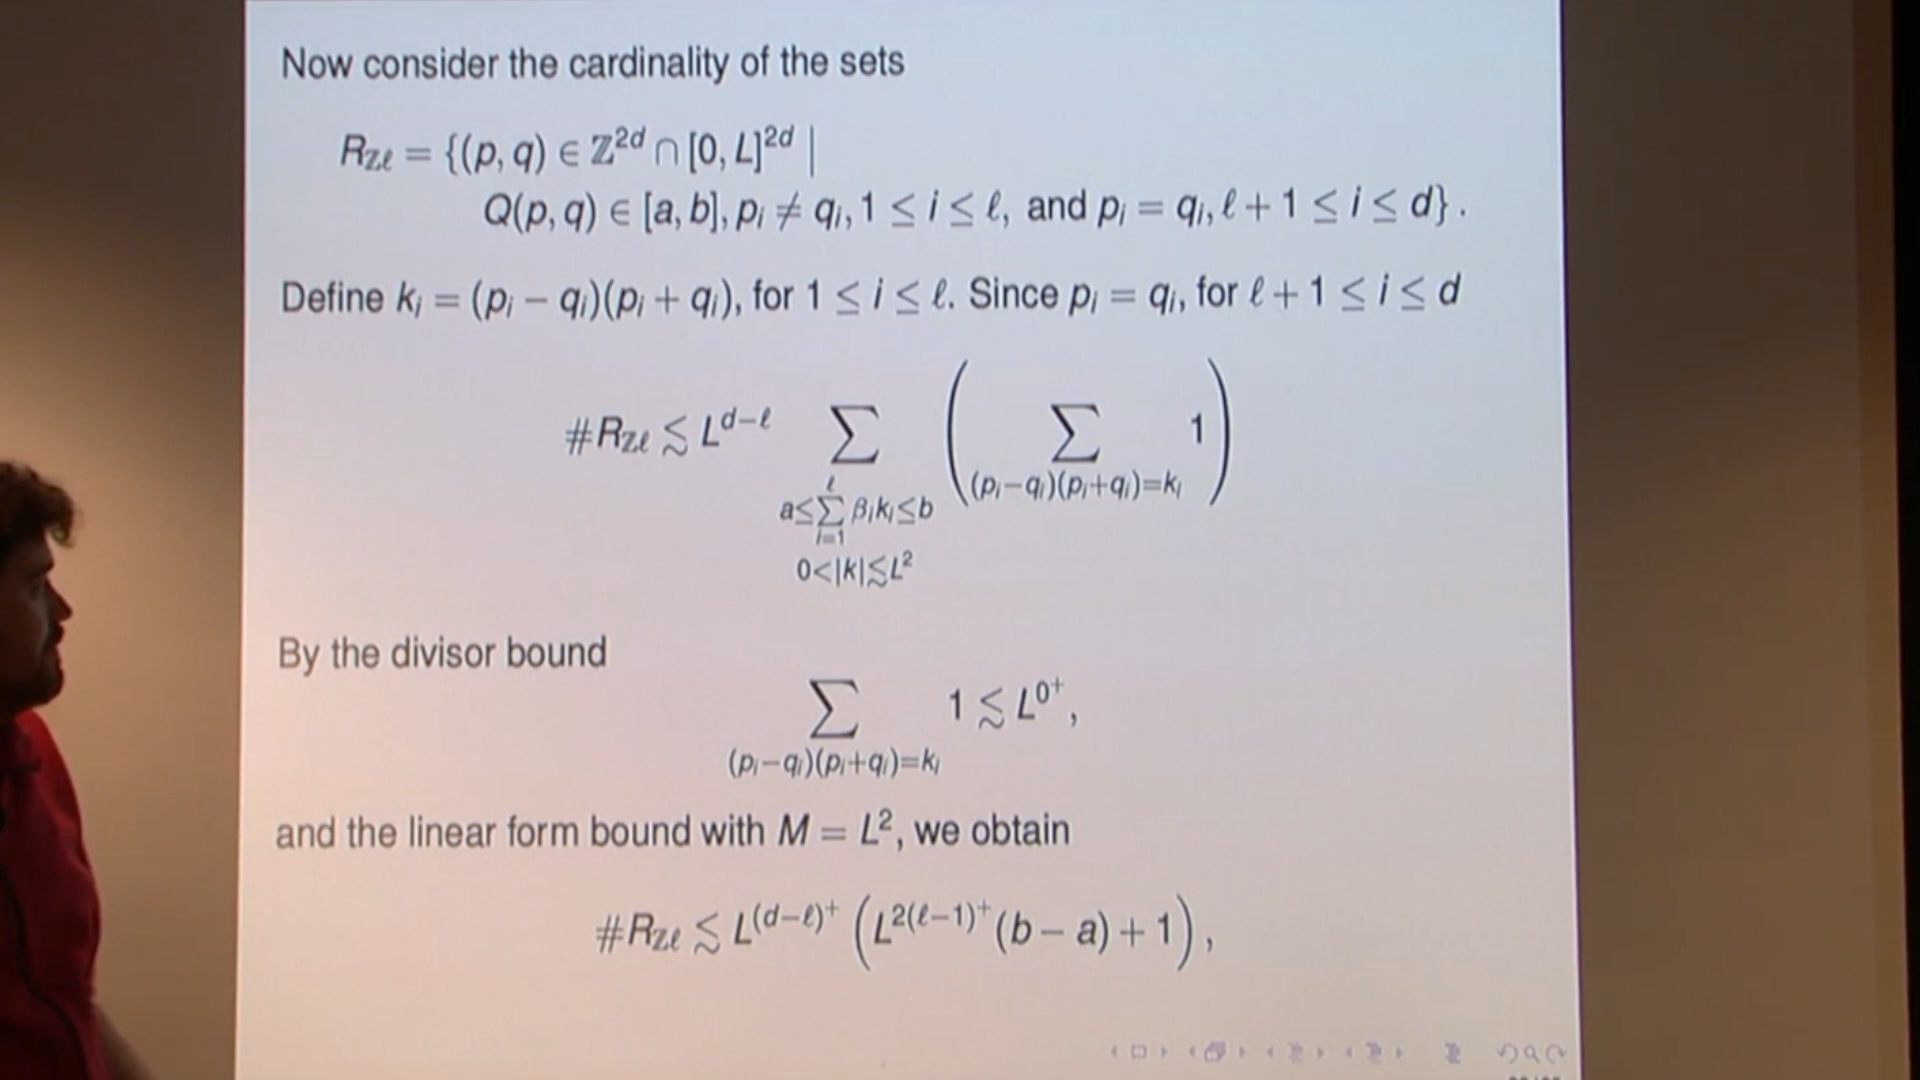 Now consider the cardinality of the sets
R_{Zℓ} = {(p, q) ∈ ℤ^{2d} ∩ [0, L]^{2d} |
Q(p, q) ∈ [a, b], p_i ≠ q_i, 1 ≤ i ≤ ℓ, and p_i = q_i, ℓ + 1 ≤ i ≤ d} .
Define k_i = (p_i − q_i)(p_i + q_i), for 1 ≤ i ≤ ℓ. Since p_i = q_i, for ℓ + 1 ≤ i ≤ d
#R_{Zℓ} ≲ L^{d−ℓ} ∑_{a≤∑_{i=1}^{ℓ} β_i k_i≤b, 0<|k|≲L^2} ( ∑_{(p_i−q_i)(p_i+q_i)=k_i} 1 )
By the divisor bound
∑_{(p_i−q_i)(p_i+q_i)=k_i} 1 ≲ L^{0^+} ,
and the linear form bound with M = L^2, we obtain
#R_{Zℓ} ≲ L^{(d−ℓ)^+} ( L^{2(ℓ−1)^+} (b − a) + 1 ) ,